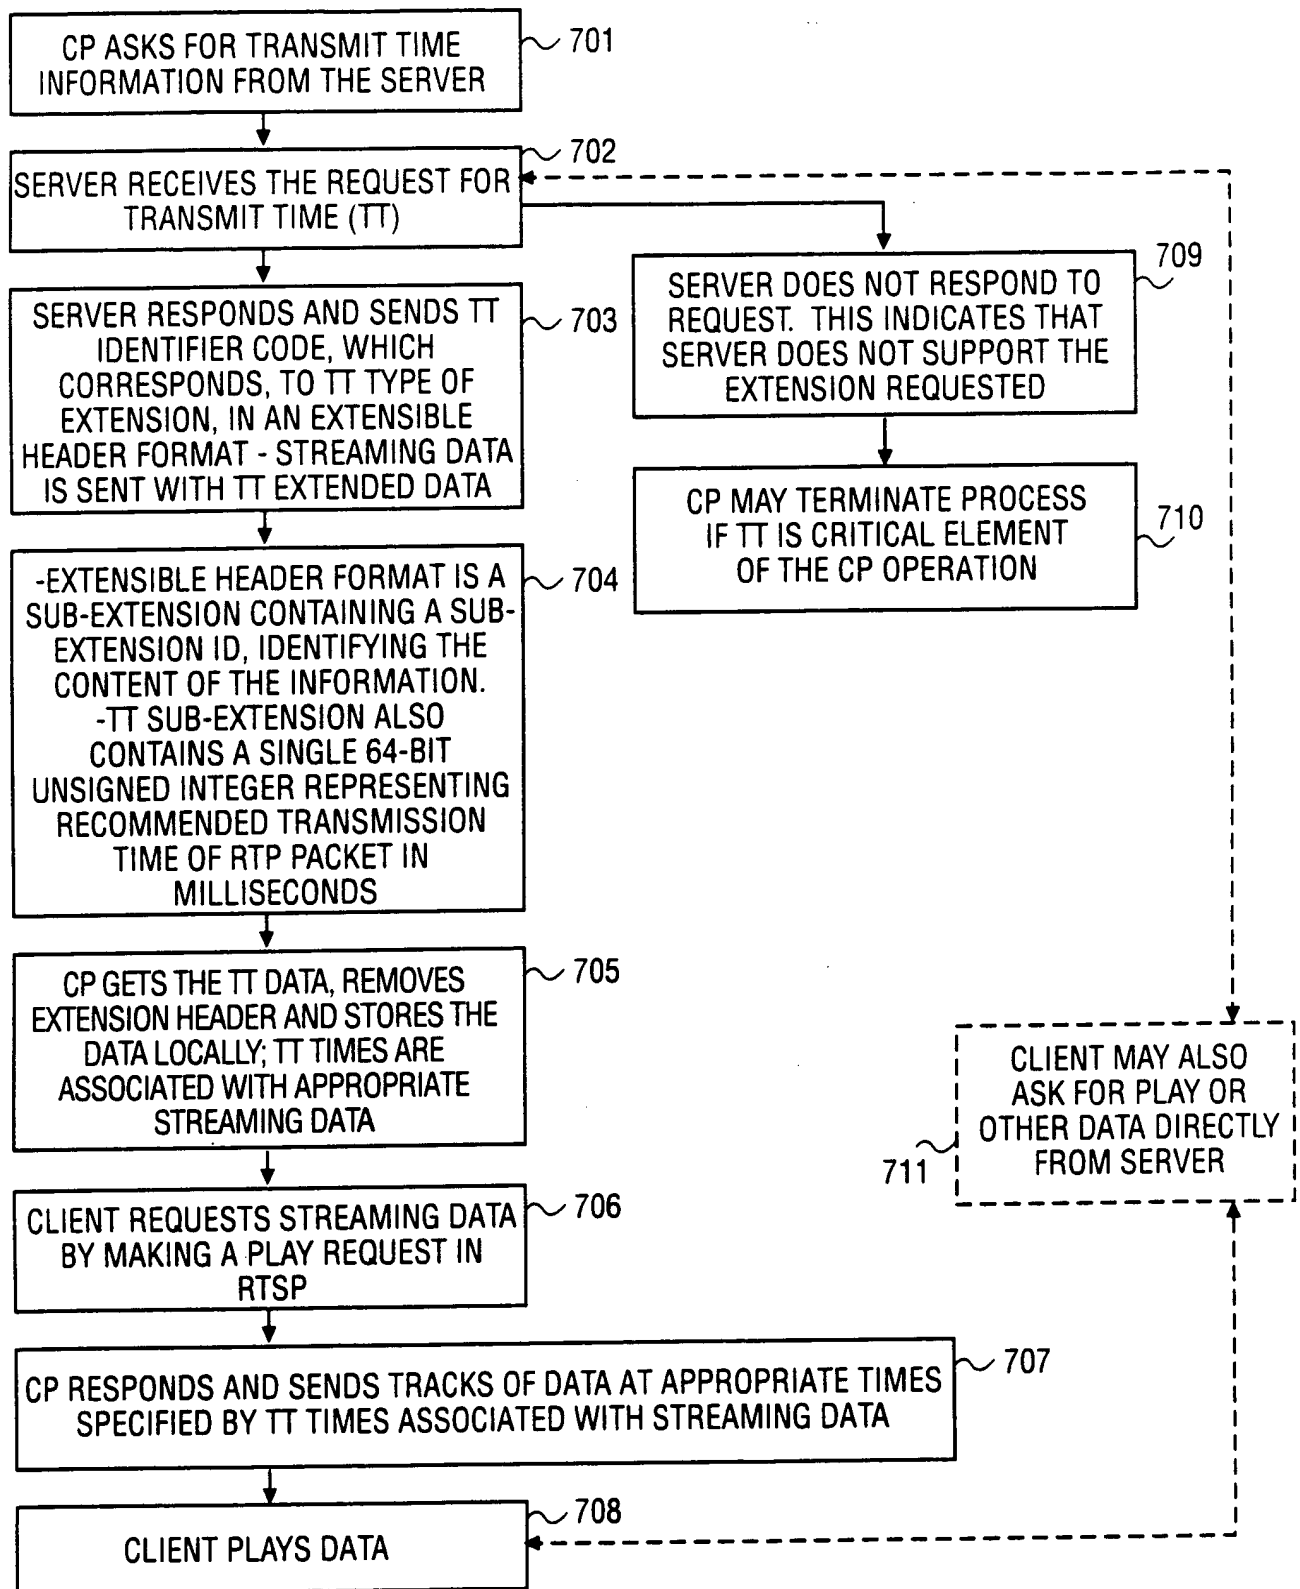 CP ASKS FOR TRANSMIT TIME
INFORMATION FROM THE SERVER
701
SERVER RECEIVES THE REQUEST FOR
TRANSMIT TIME (TT)
702
SERVER RESPONDS AND SENDS TT
IDENTIFIER CODE, WHICH
CORRESPONDS, TO TT TYPE OF
EXTENSION, IN AN EXTENSIBLE
HEADER FORMAT - STREAMING DATA
IS SENT WITH TT EXTENDED DATA
703
SERVER DOES NOT RESPOND TO
REQUEST. THIS INDICATES THAT
SERVER DOES NOT SUPPORT THE
EXTENSION REQUESTED
709
CP MAY TERMINATE PROCESS
IF TT IS CRITICAL ELEMENT
OF THE CP OPERATION
710
-EXTENSIBLE HEADER FORMAT IS A
SUB-EXTENSION CONTAINING A SUB-
EXTENSION ID, IDENTIFYING THE
CONTENT OF THE INFORMATION.
-TT SUB-EXTENSION ALSO
CONTAINS A SINGLE 64-BIT
UNSIGNED INTEGER REPRESENTING
RECOMMENDED TRANSMISSION
TIME OF RTP PACKET IN
MILLISECONDS
704
CP GETS THE TT DATA, REMOVES
EXTENSION HEADER AND STORES THE
DATA LOCALLY; TT TIMES ARE
ASSOCIATED WITH APPROPRIATE
STREAMING DATA
705
CLIENT MAY ALSO
ASK FOR PLAY OR
OTHER DATA DIRECTLY
FROM SERVER
711
CLIENT REQUESTS STREAMING DATA
BY MAKING A PLAY REQUEST IN
RTSP
706
CP RESPONDS AND SENDS TRACKS OF DATA AT APPROPRIATE TIMES
SPECIFIED BY TT TIMES ASSOCIATED WITH STREAMING DATA
707
CLIENT PLAYS DATA
708